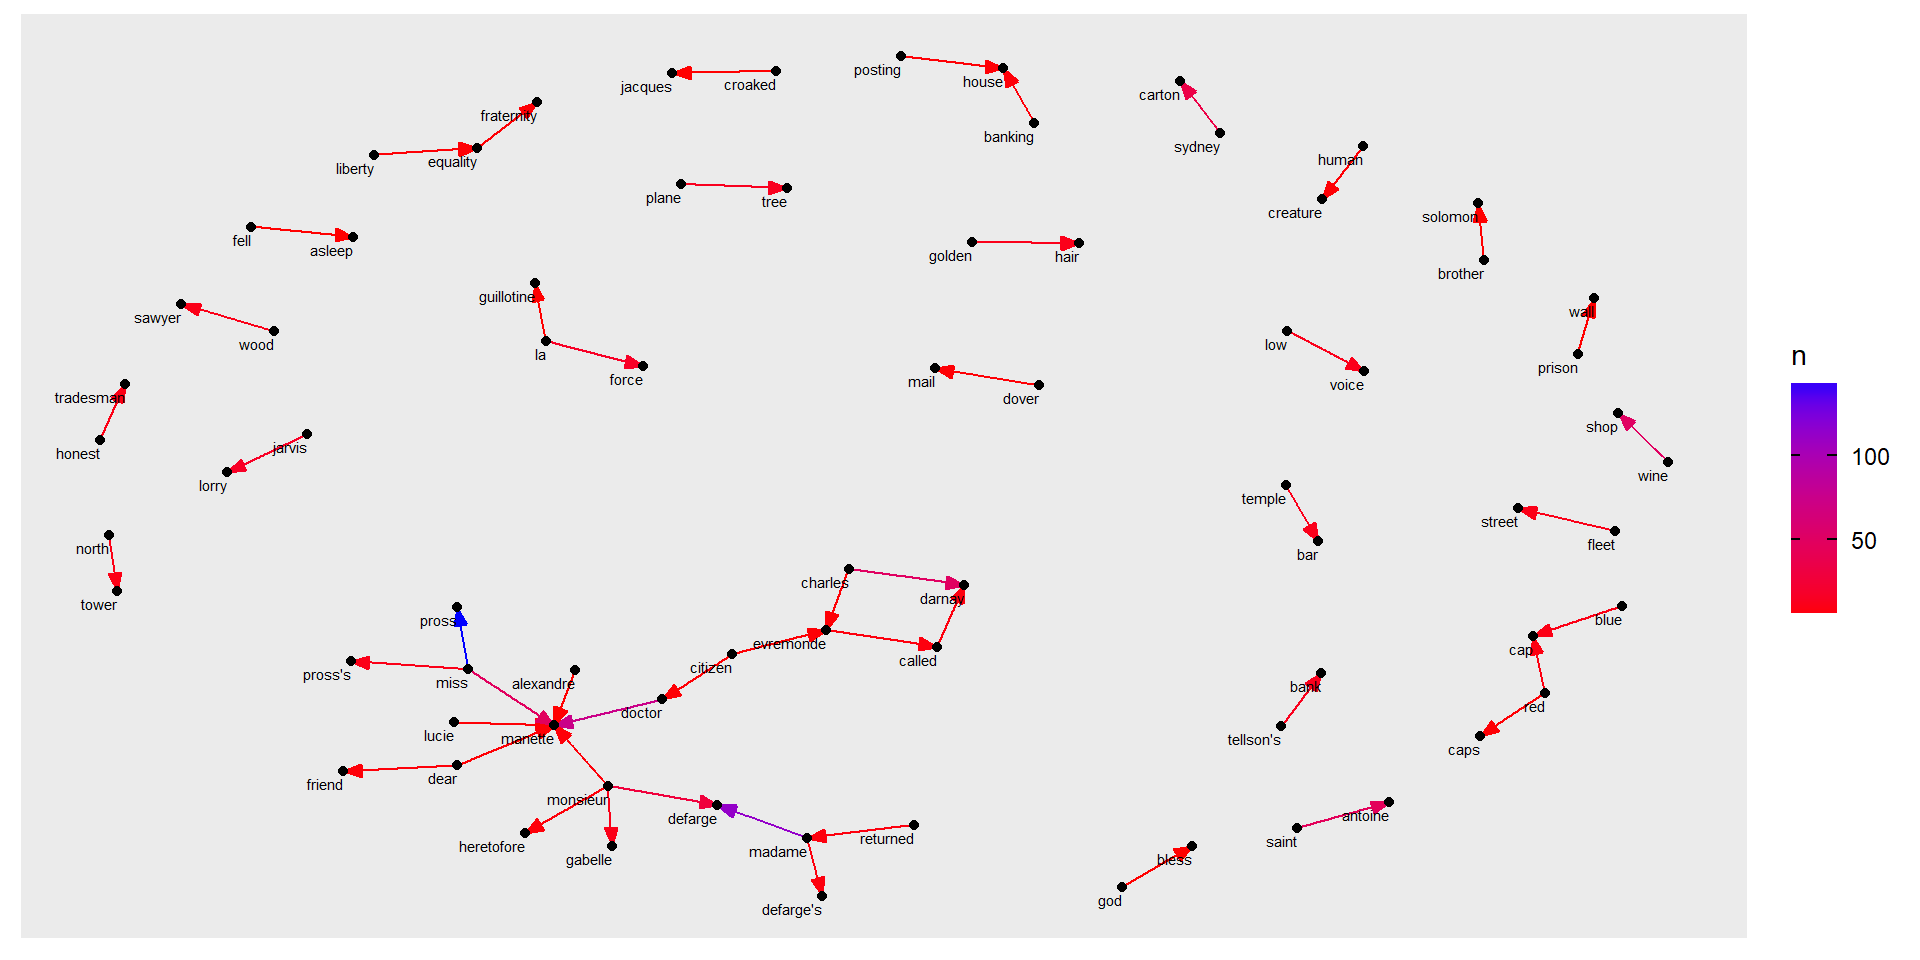 posting
jacques
croaked
house
carton
fraternity
banking
sydney
liberty
equality
human
plane
tree
creature
solomon
fell
asleep
golden
hair
brother
guillotine
sawyer
wood
la
force
low
voice
wall
prison
mail
dover
n
tradesman
honest
jarvis
lorry
shop
wine
100
temple
bar
street
fleet
50
north
tower
charles
darnay
pross
evremonde
called
citizen
blue
cap
pross's
miss
alexandre
doctor
lucie
manette
bank
tellson's
red
caps
friend
dear
monsieur
defarge
heretofore
gabelle
madame
returned
saint
antoine
bless
god
defarge's